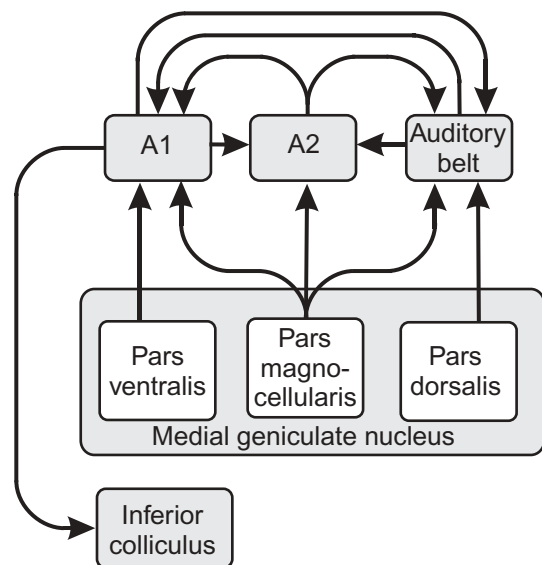 A1
A2
Auditory
belt
Pars
ventralis
Pars
magno-
cellularis
Pars
dorsalis
Medial geniculate nucleus
Inferior
colliculus